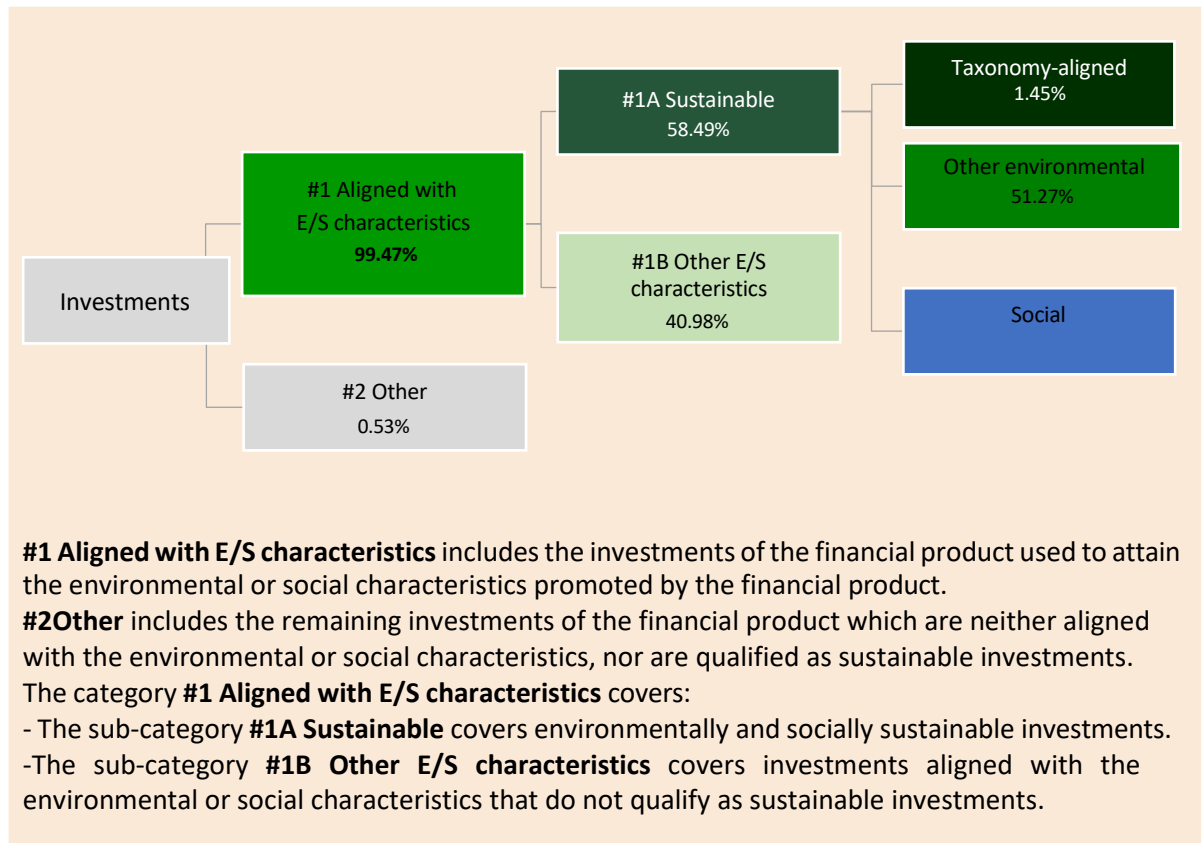 Investments
#1 Aligned with
E/S characteristics
99.47%
#2 Other
0.53%
#1A Sustainable
58.49%
#1B Other E/S
characteristics
40.98%
Taxonomy-aligned
1.45%
Other environmental
51.27%
Social
#1 Aligned with E/S characteristics includes the investments of the financial product used to attain
the environmental or social characteristics promoted by the financial product.
#2Other includes the remaining investments of the financial product which are neither aligned
with the environmental or social characteristics, nor are qualified as sustainable investments.
The category #1 Aligned with E/S characteristics covers:
- The sub-category #1A Sustainable covers environmentally and socially sustainable investments.
-The sub-category #1B Other E/S characteristics covers investments aligned with the
environmental or social characteristics that do not qualify as sustainable investments.